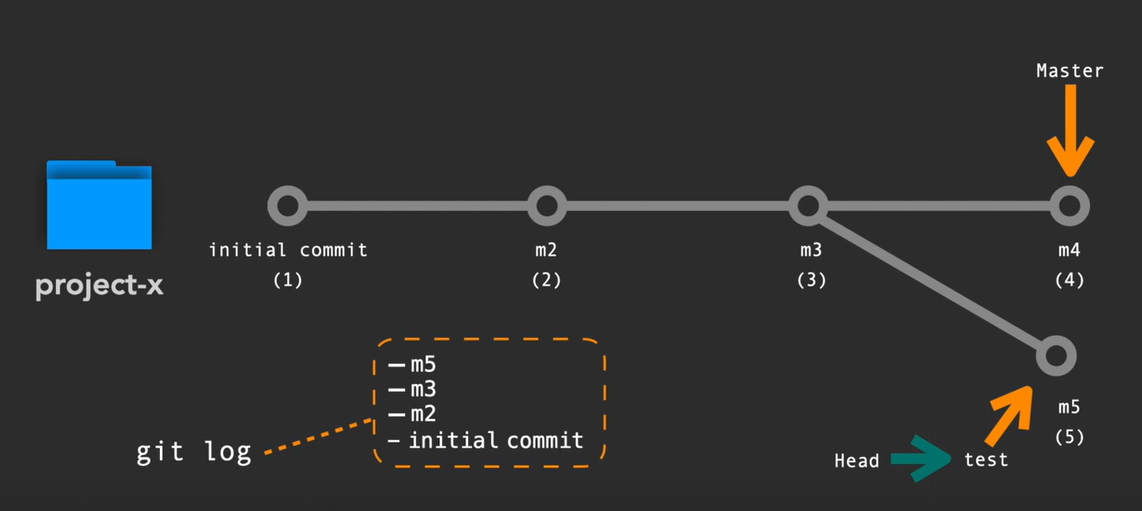 Master
project-x
initial commit
(1)
m2
(2)
m3
(3)
m4
(4)
git log
– m5
– m3
– m2
– initial commit
m5
(5)
Head
test